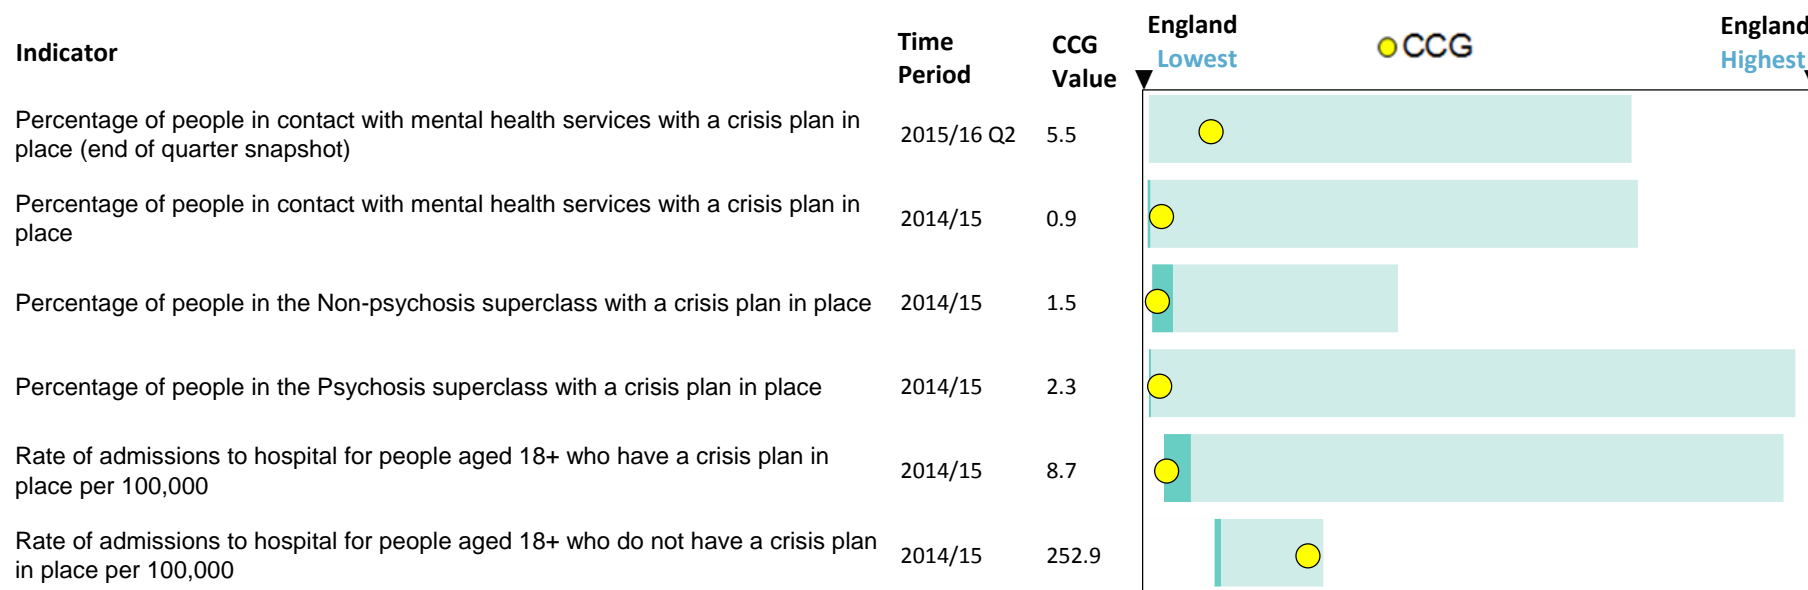 Indicator
Time
Period
CCG
Value
England
Lowest
CCG
England
Highest
Percentage of people in contact with mental health services with a crisis plan in
place (end of quarter snapshot)
2015/16 Q2
5.5
Percentage of people in contact with mental health services with a crisis plan in
place
2014/15
0.9
Percentage of people in the Non-psychosis superclass with a crisis plan in place
2014/15
1.5
Percentage of people in the Psychosis superclass with a crisis plan in place
2014/15
2.3
Rate of admissions to hospital for people aged 18+ who have a crisis plan in
place per 100,000
2014/15
8.7
Rate of admissions to hospital for people aged 18+ who do not have a crisis plan
in place per 100,000
2014/15
252.9